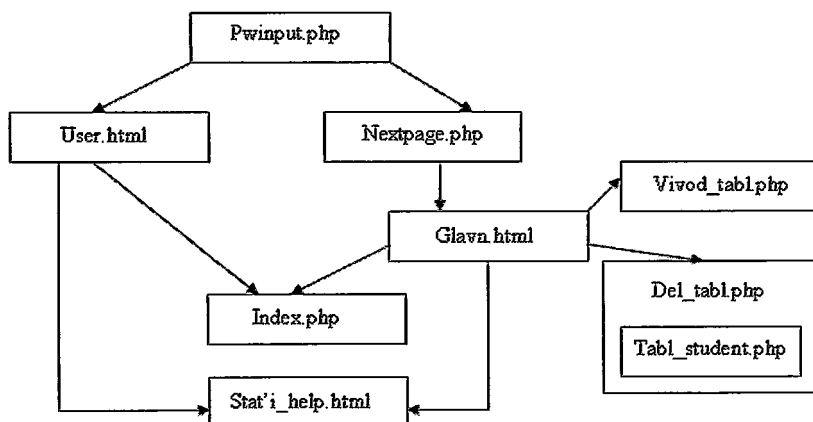 Pwinput.php
User.html
Nextpage.php
Vivod_tabl.php
Glavn.html
Del_tabl.php
Index.php
Tabl_student.php
Stat'i_help.html